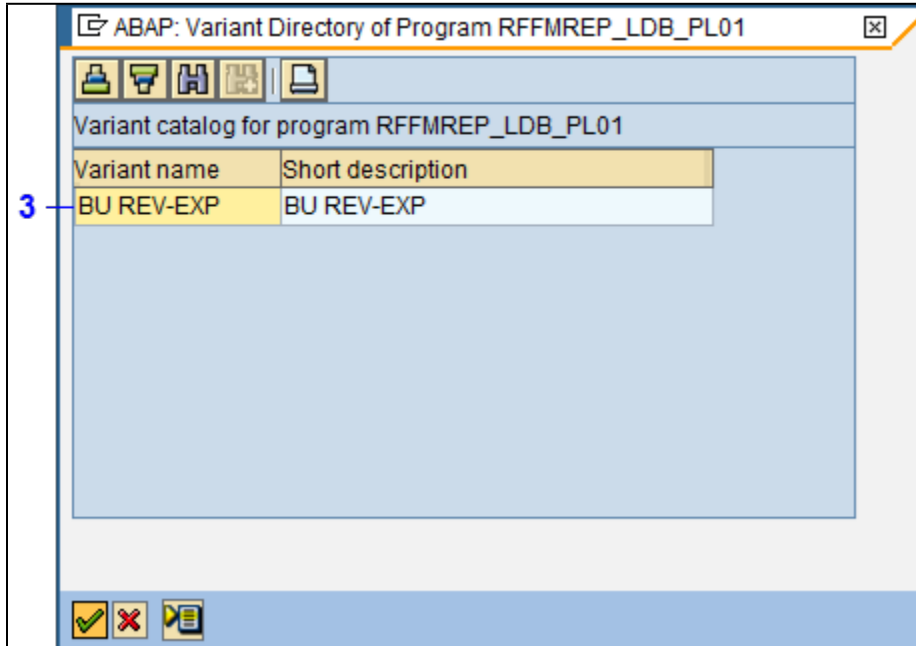 ABAP: Variant Directory of Program RFFMREP_LDB_PL01
Variant catalog for program RFFMREP_LDB_PL01
Variant name Short description
3 BU REV-EXP BU REV-EXP